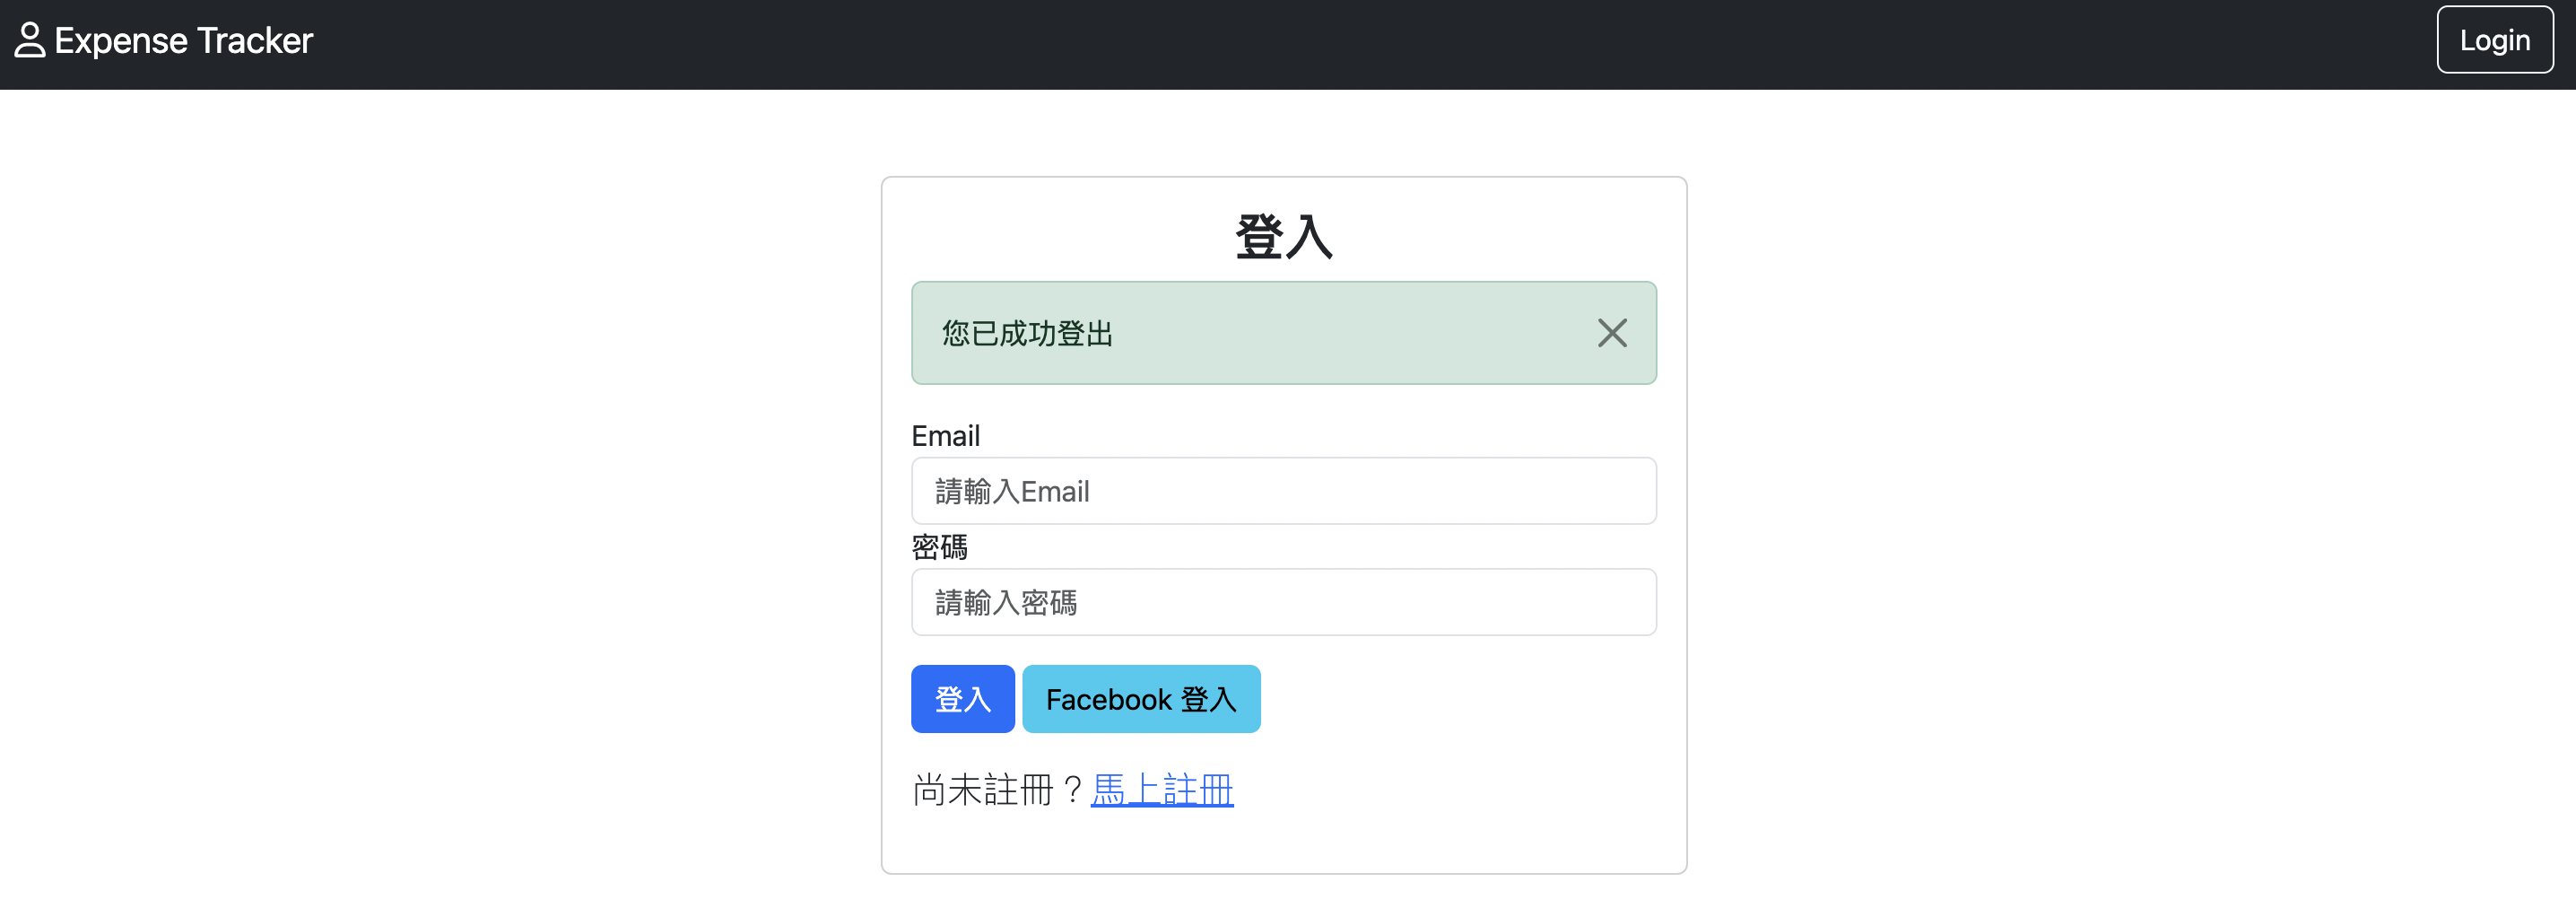 Expense Tracker
Login
登入
您已成功登出
Email
請輸入Email
密碼
請輸入密碼
登入
Facebook 登入
尚未註冊？馬上註冊